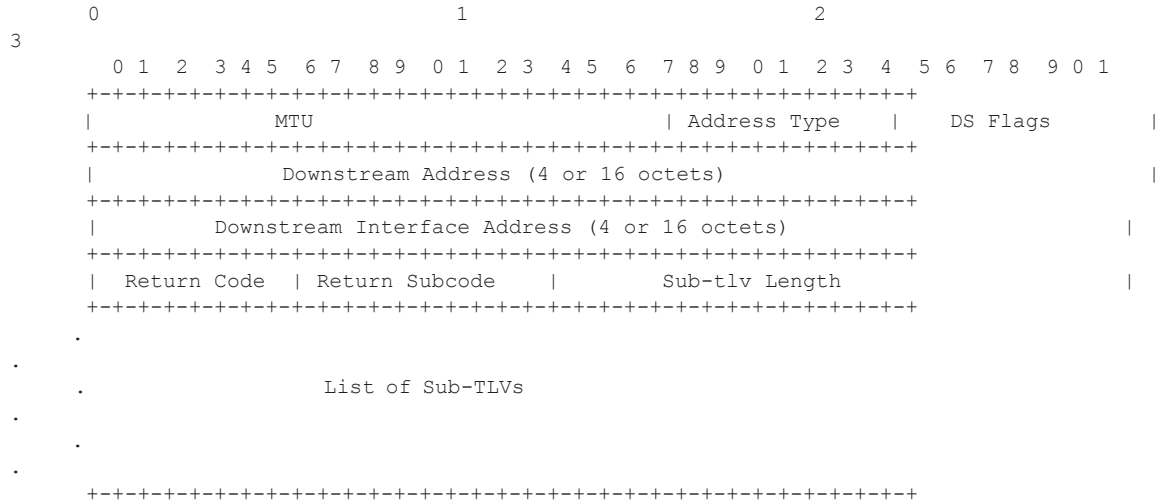 0 1 2
3
0 1 2 3 4 5 6 7 8 9 0 1 2 3 4 5 6 7 8 9 0 1 2 3 4 5 6 7 8 9 0 1
+-+-+-+-+-+-+-+-+-+-+-+-+-+-+-+-+-+-+-+-+-+-+-+-+-+-+-+-+-+-+-+-+
| MTU | Address Type | DS Flags |
+-+-+-+-+-+-+-+-+-+-+-+-+-+-+-+-+-+-+-+-+-+-+-+-+-+-+-+-+-+-+-+-+
| Downstream Address (4 or 16 octets) |
+-+-+-+-+-+-+-+-+-+-+-+-+-+-+-+-+-+-+-+-+-+-+-+-+-+-+-+-+-+-+-+-+
| Downstream Interface Address (4 or 16 octets) |
+-+-+-+-+-+-+-+-+-+-+-+-+-+-+-+-+-+-+-+-+-+-+-+-+-+-+-+-+-+-+-+-+
| Return Code | Return Subcode | Sub-tlv Length |
+-+-+-+-+-+-+-+-+-+-+-+-+-+-+-+-+-+-+-+-+-+-+-+-+-+-+-+-+-+-+-+-+
.
.
. List of Sub-TLVs
.
.
.
+-+-+-+-+-+-+-+-+-+-+-+-+-+-+-+-+-+-+-+-+-+-+-+-+-+-+-+-+-+-+-+-+